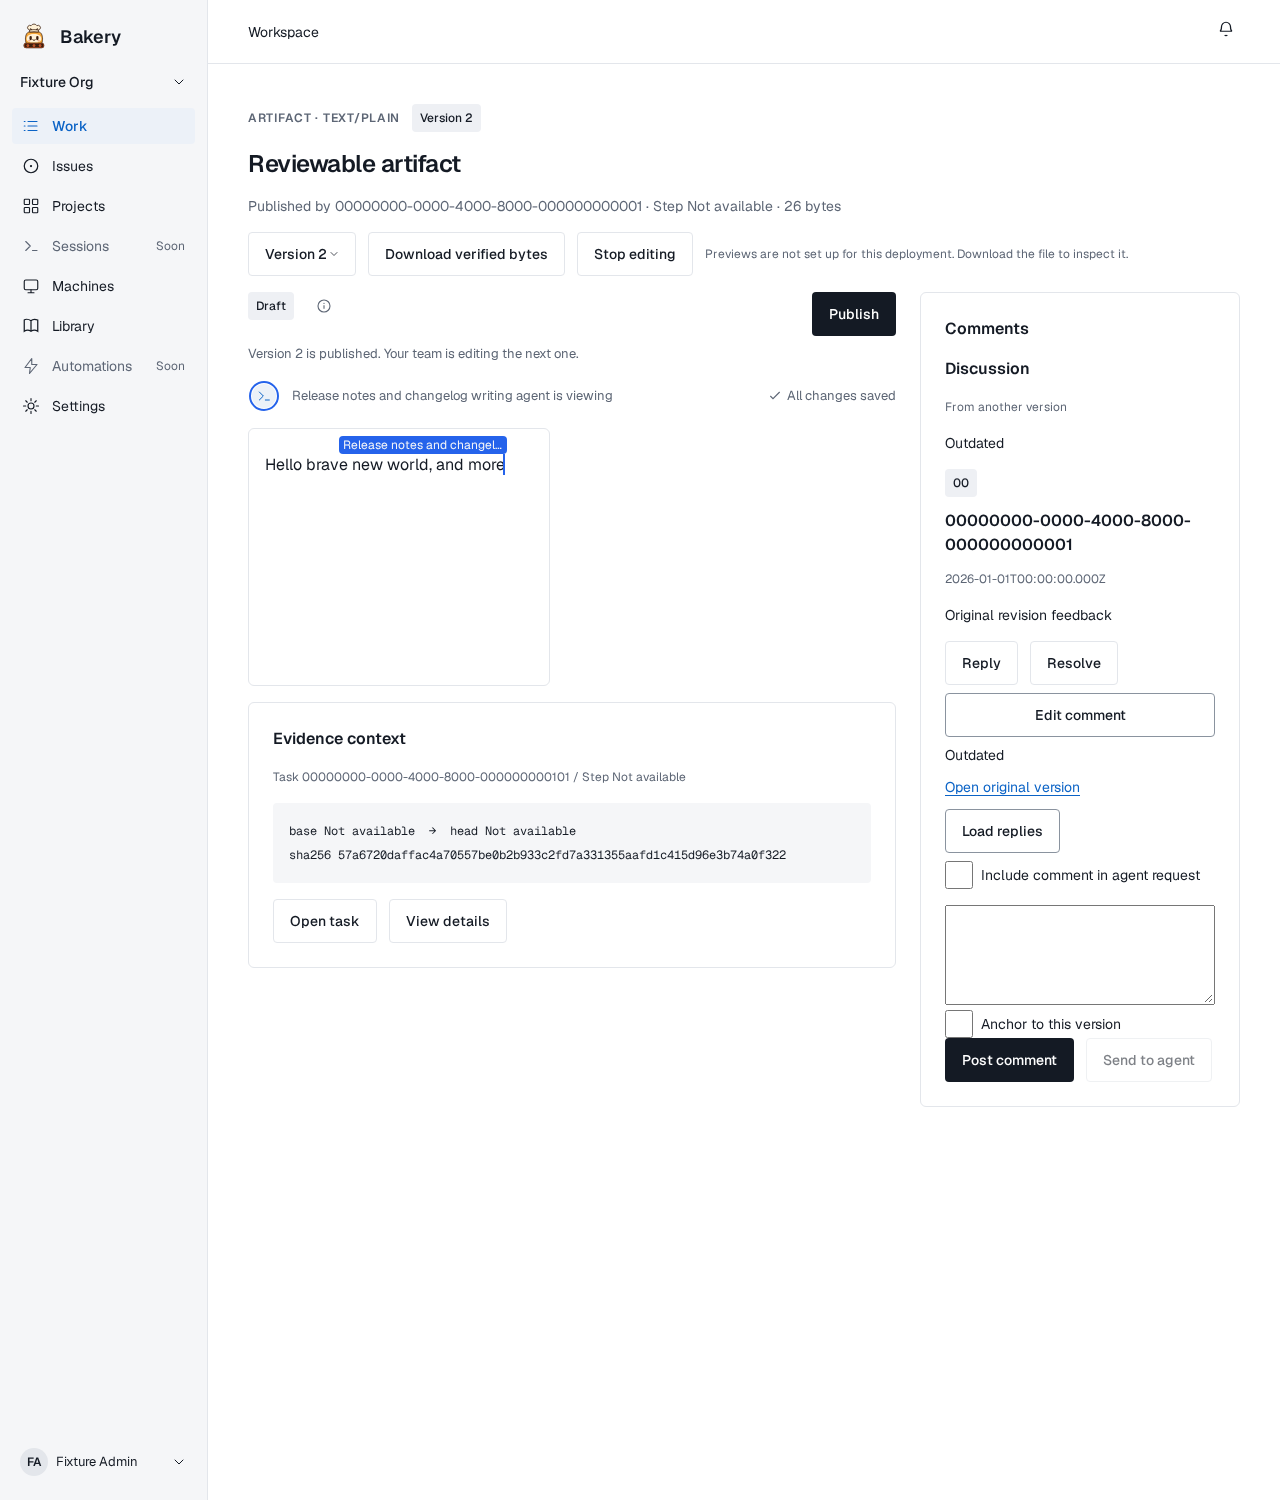 Bakery
Fixture Org
Work
Issues
Projects
Sessions Soon
Machines
Library
Automations Soon
Settings
FA Fixture Admin
Workspace
ARTIFACT · TEXT/PLAIN Version 2
Reviewable artifact
Published by 00000000-0000-4000-8000-000000000001 · Step Not available · 26 bytes
Version 2 Download verified bytes Stop editing Previews are not set up for this deployment. Download the file to inspect it.
Draft Publish
Version 2 is published. Your team is editing the next one.
Release notes and changelog writing agent is viewing All changes saved
Release notes and changel...
Hello brave new world, and more
Evidence context
Task 00000000-0000-4000-8000-000000000101 / Step Not available
base Not available → head Not available
sha256 57a6720daffac4a70557be0b2b933c2fd7a331355aafd1c415d96e3b74a0f322
Open task View details
Comments
Discussion
From another version
Outdated
00
00000000-0000-4000-8000-
000000000001
2026-01-01T00:00:00.000Z
Original revision feedback
Reply Resolve
Edit comment
Outdated
Open original version
Load replies
Include comment in agent request
Anchor to this version
Post comment Send to agent